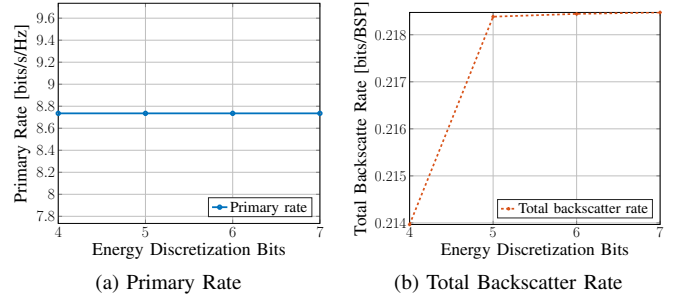 Primary Rate [bits/s/Hz]
9.6
9.4
9.2
9
8.8
8.6
8.4
8.2
8
7.8
Primary rate
4
5
6
7
Energy Discretization Bits
(a) Primary Rate
Total Backscatte Rate [bits/BSP]
0.218
0.216
0.215
0.214
Total backscatter rate
4
5
6
7
Energy Discretization Bits
(b) Total Backscatter Rate